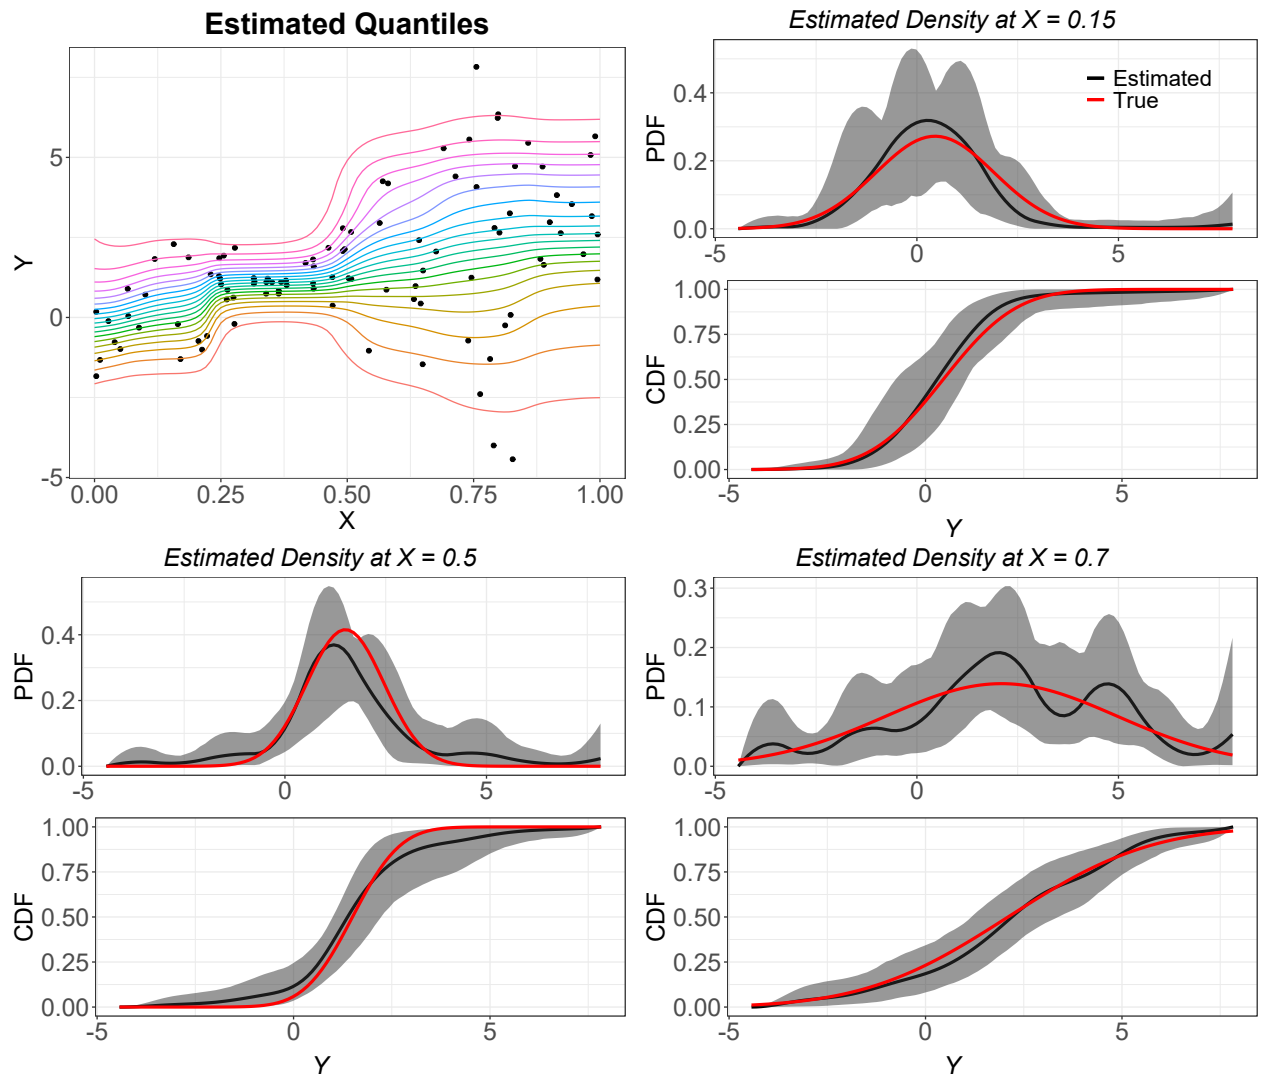 Estimated Quantiles
Y
5
0
-5
0.00 0.25 0.50 0.75 1.00
X
Estimated Density at X = 0.15
PDF
0.4
0.2
0.0
Estimated
True
-5 0 5
CDF
1.00
0.75
0.50
0.25
0.00
-5 0 5
Y
Estimated Density at X = 0.5
PDF
0.4
0.2
0.0
-5 0 5
CDF
1.00
0.75
0.50
0.25
0.00
-5 0 5
Y
Estimated Density at X = 0.7
PDF
0.3
0.2
0.1
0.0
-5 0 5
CDF
1.00
0.75
0.50
0.25
0.00
-5 0 5
Y